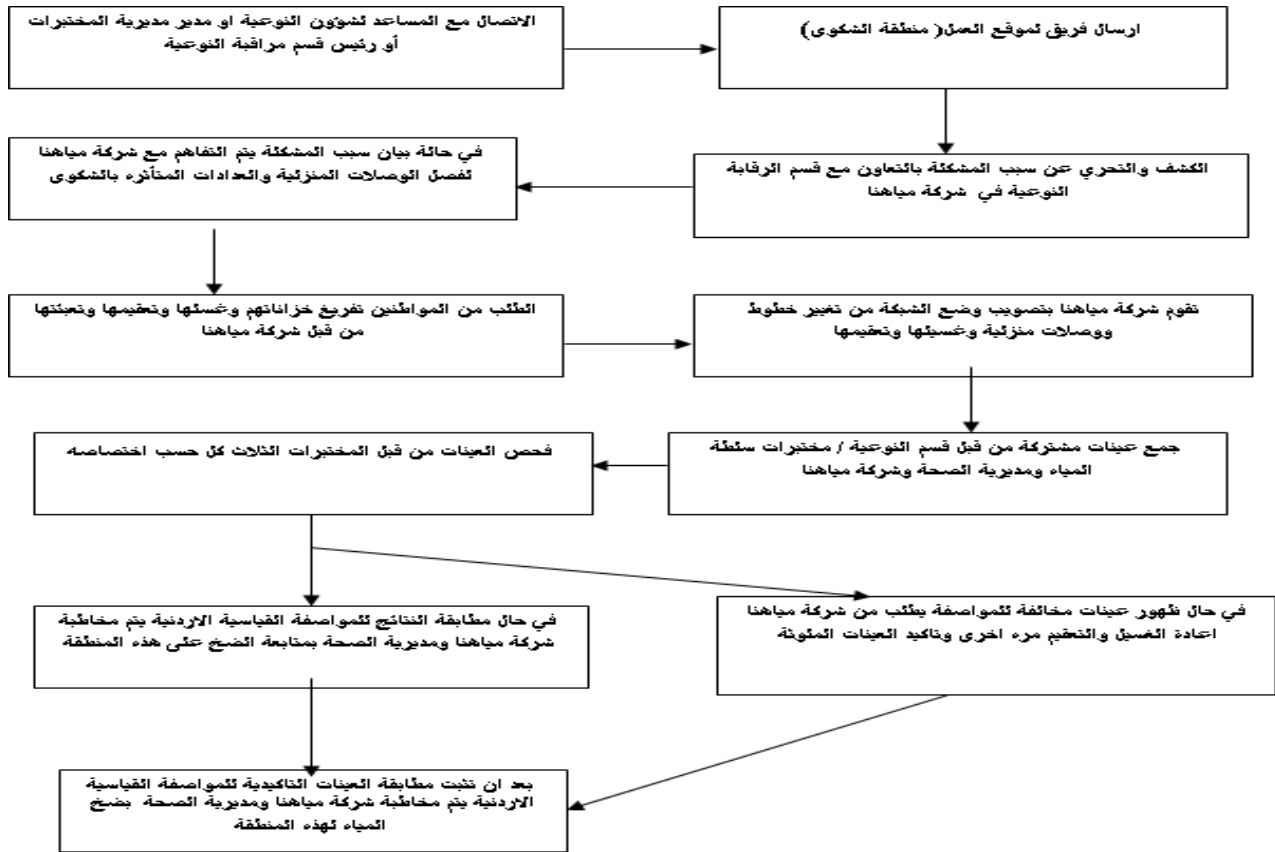 الاتصال مع المساعد لشؤون النوعية او مدير مديرية المختبرات
أو رئيس قسم مراقبة النوعية
ارسال فريق لموقع العمل( منطقة الشكوى)
الكشف والتحري عن سبب المشكلة بالتعاون مع قسم الرقابة
النوعية في شركة مياهنا
في حالة بيان سبب المشكلة يتم التفاهم مع شركة مياهنا
لفصل الوصلات المنزلية والعدادات المتأثره بالشكوى
الطلب من المواطنين تفريغ خزاناتهم وغسلها وتعقيمها وتعبئتها
من قبل شركة مياهنا
تقوم شركة مياهنا بتصويب وضع الشبكة من تغيير خطوط
ووصلات منزلية وغسيلها وتعقيمها
جمع عينات مشتركة من قبل قسم النوعية / مختبرات سلطة
المياه ومديرية الصحة وشركة مياهنا
فحص العينات من قبل المختبرات الثلاث كل حسب اختصاصه
في حال مطابقة النتائج للمواصفة القياسية الاردنية يتم مخاطبة
شركة مياهنا ومديرية الصحة بمتابعة الضخ على هذه المنطقة
في حال ظهور عينات مخالفة للمواصفة يطلب من شركة مياهنا
اعادة الغسيل والتعقيم مره اخرى وتاكيد العينات الملوثة
بعد ان تثبت مطابقة العينات التاكيدية للمواصفة القياسية
الاردنية يتم مخاطبة شركة مياهنا ومديرية الصحة بضخ
المياه لهذه المنطقة